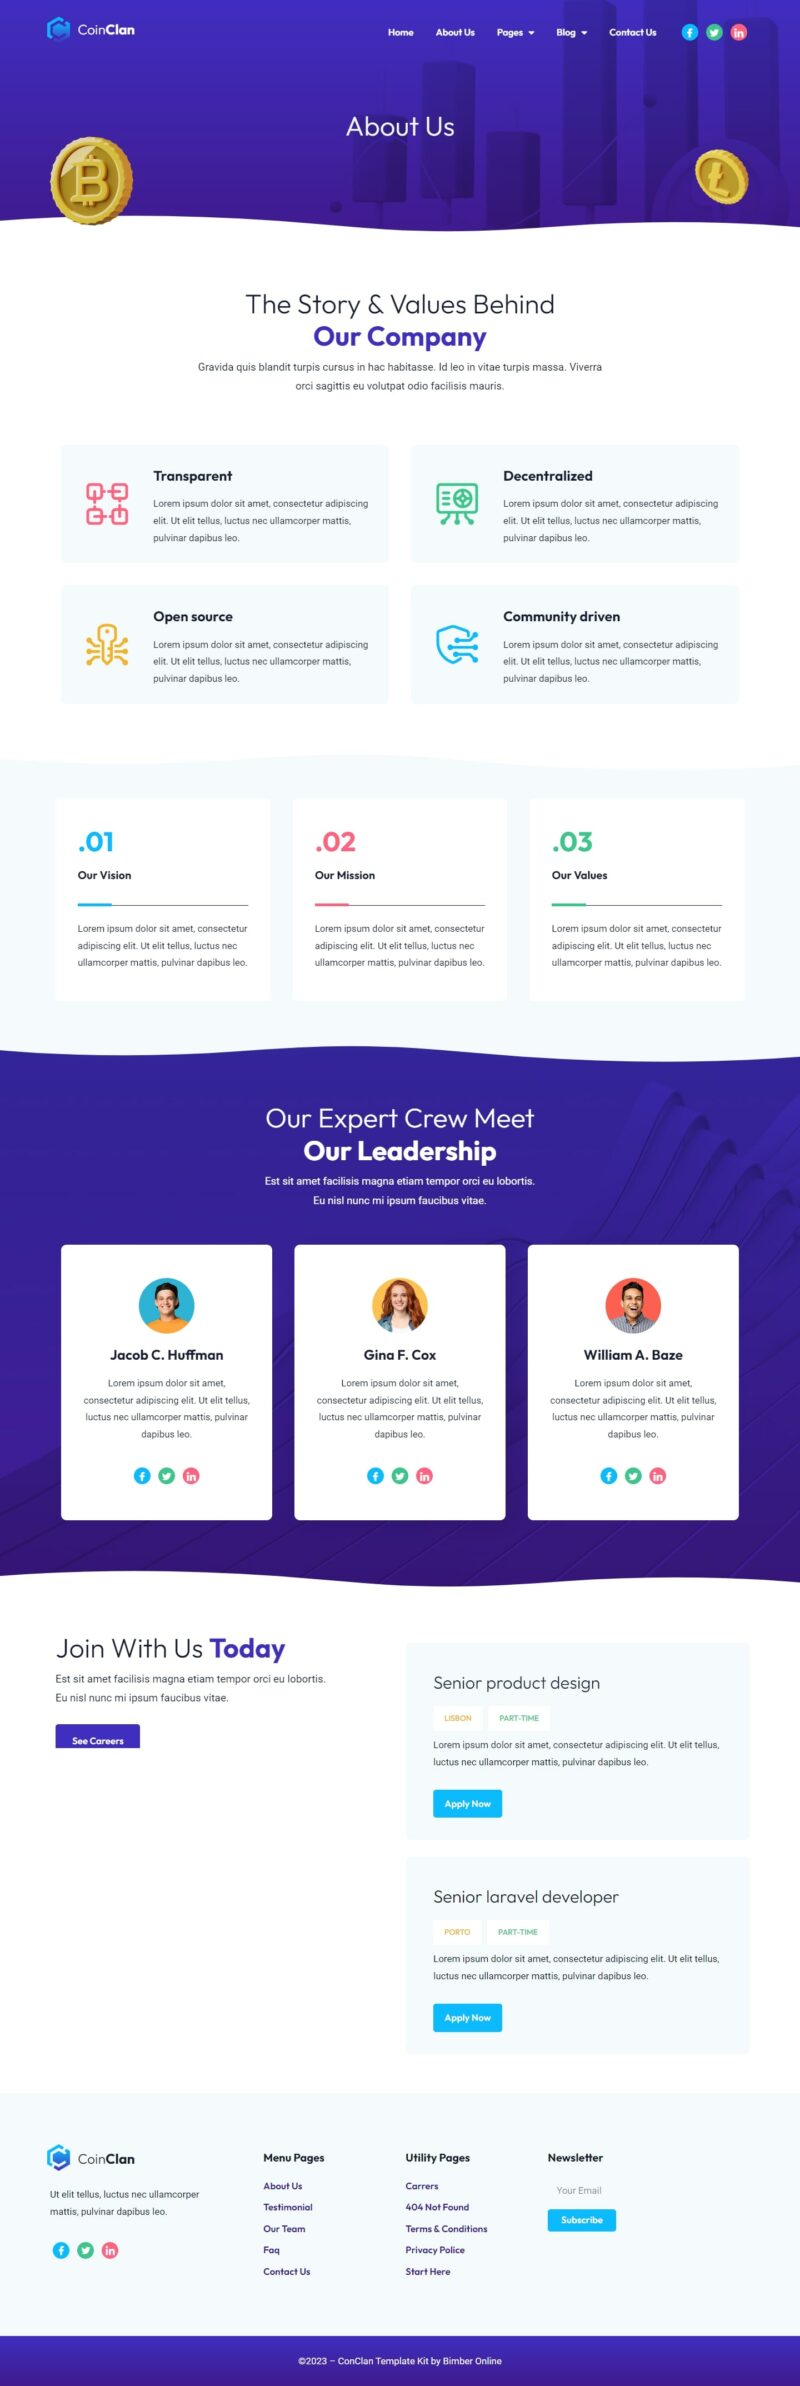 CoinClan
Home About Us Pages Blog Contact Us
About Us
The Story & Values Behind
Our Company
Gravida quis blandit turpis cursus in hac habitasse. Id leo in vitae turpis massa. Viverra
orci sagittis eu volutpat odio facilisis mauris.
Transparent
Lorem ipsum dolor sit amet, consectetur adipiscing
elit. Ut elit tellus, luctus nec ullamcorper mattis,
pulvinar dapibus leo.
Decentralized
Lorem ipsum dolor sit amet, consectetur adipiscing
elit. Ut elit tellus, luctus nec ullamcorper mattis,
pulvinar dapibus leo.
Open source
Lorem ipsum dolor sit amet, consectetur adipiscing
elit. Ut elit tellus, luctus nec ullamcorper mattis,
pulvinar dapibus leo.
Community driven
Lorem ipsum dolor sit amet, consectetur adipiscing
elit. Ut elit tellus, luctus nec ullamcorper mattis,
pulvinar dapibus leo.
.01
Our Vision
Lorem ipsum dolor sit amet, consectetur
adipiscing elit. Ut elit tellus, luctus nec
ullamcorper mattis, pulvinar dapibus leo.
.02
Our Mission
Lorem ipsum dolor sit amet, consectetur
adipiscing elit. Ut elit tellus, luctus nec
ullamcorper mattis, pulvinar dapibus leo.
.03
Our Values
Lorem ipsum dolor sit amet, consectetur
adipiscing elit. Ut elit tellus, luctus nec
ullamcorper mattis, pulvinar dapibus leo.
Our Expert Crew Meet
Our Leadership
Est sit amet facilisis magna etiam tempor orci eu lobortis.
Eu nisl nunc mi ipsum faucibus vitae.
Jacob C. Huffman
Lorem ipsum dolor sit amet,
consectetur adipiscing elit. Ut elit tellus,
luctus nec ullamcorper mattis, pulvinar
dapibus leo.
Gina F. Cox
Lorem ipsum dolor sit amet,
consectetur adipiscing elit. Ut elit tellus,
luctus nec ullamcorper mattis, pulvinar
dapibus leo.
William A. Baze
Lorem ipsum dolor sit amet,
consectetur adipiscing elit. Ut elit tellus,
luctus nec ullamcorper mattis, pulvinar
dapibus leo.
Join With Us Today
Est sit amet facilisis magna etiam tempor orci eu lobortis.
Eu nisl nunc mi ipsum faucibus vitae.
See Careers
Senior product design
LISBON PART-TIME
Lorem ipsum dolor sit amet, consectetur adipiscing elit. Ut elit tellus,
luctus nec ullamcorper mattis, pulvinar dapibus leo.
Apply Now
Senior laravel developer
PORTO PART-TIME
Lorem ipsum dolor sit amet, consectetur adipiscing elit. Ut elit tellus,
luctus nec ullamcorper mattis, pulvinar dapibus leo.
Apply Now
CoinClan
Ut elit tellus, luctus nec ullamcorper
mattis, pulvinar dapibus leo.
Menu Pages
About Us
Testimonial
Our Team
Faq
Contact Us
Utility Pages
Carrers
404 Not Found
Terms & Conditions
Privacy Police
Start Here
Newsletter
Your Email
Subscribe
©2023 – ConClan Template Kit by Bimber Online